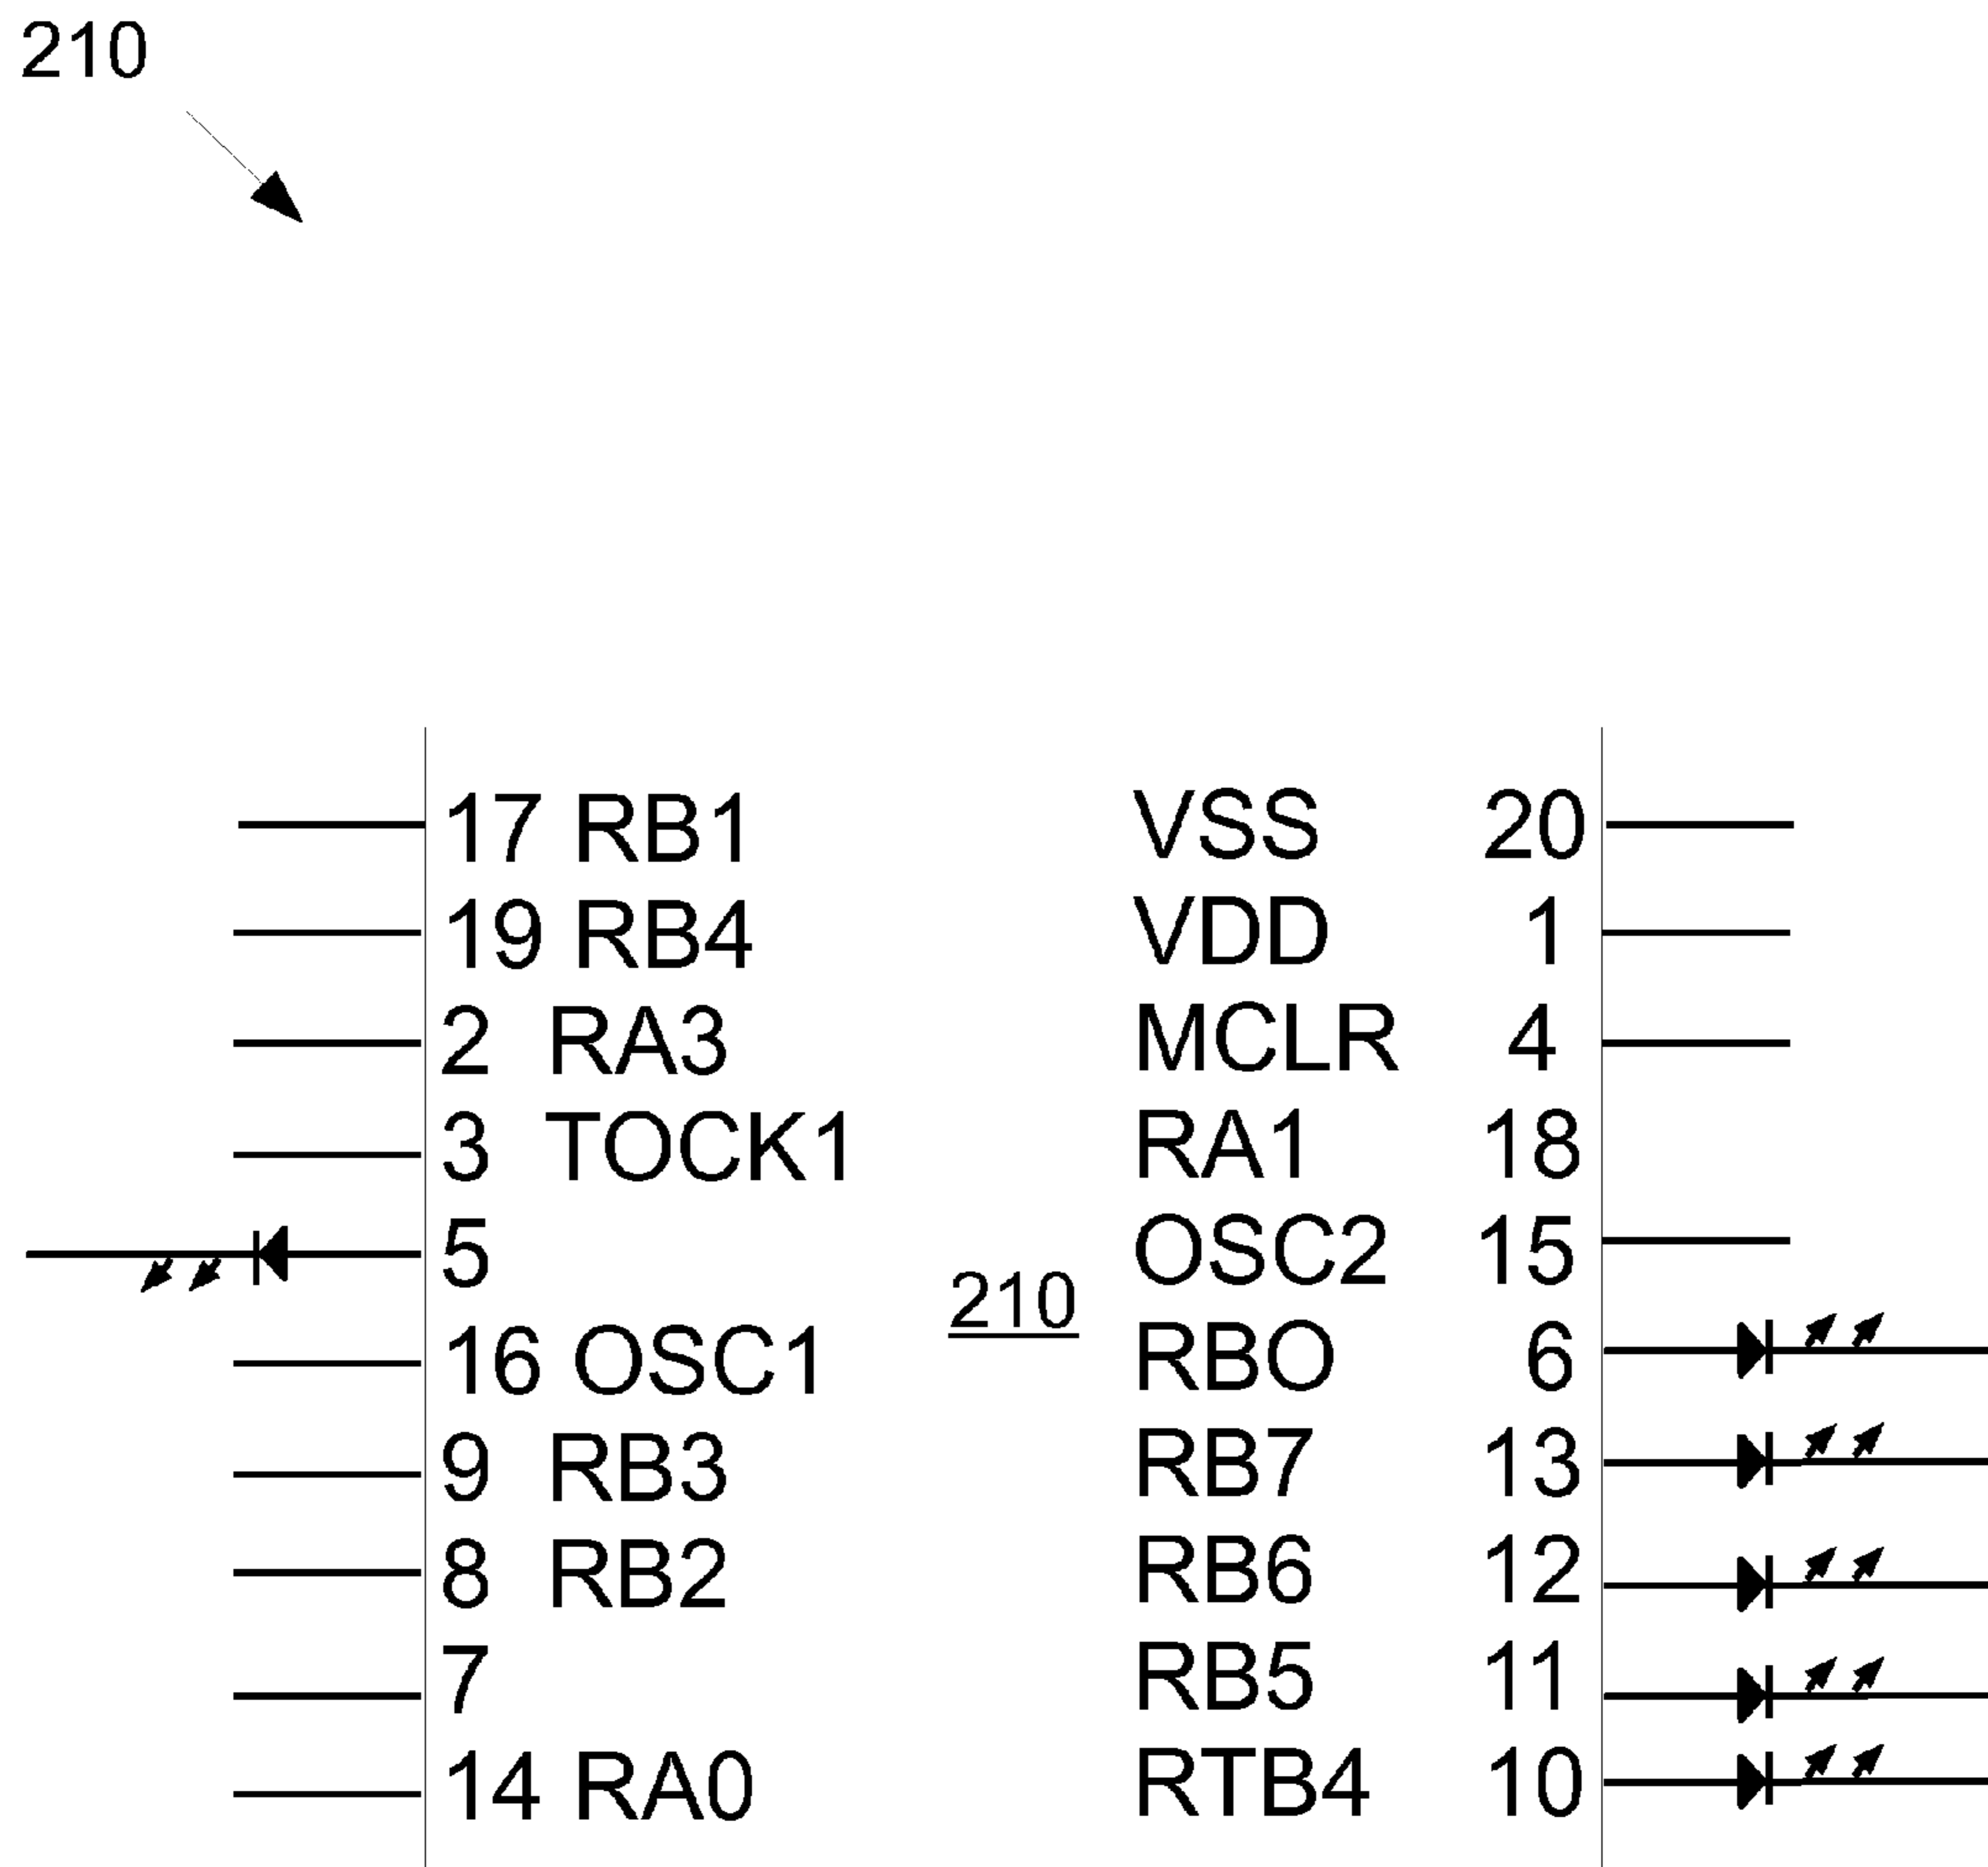 210
17 RB1 VSS 20
19 RB4 VDD 1
2 RA3 MCLR 4
3 TOCK1 RA1 18
5 OSC2 15
210
16 OSC1 RBO 6
9 RB3 RB7 13
8 RB2 RB6 12
7 RB5 11
14 RA0 RTB4 10